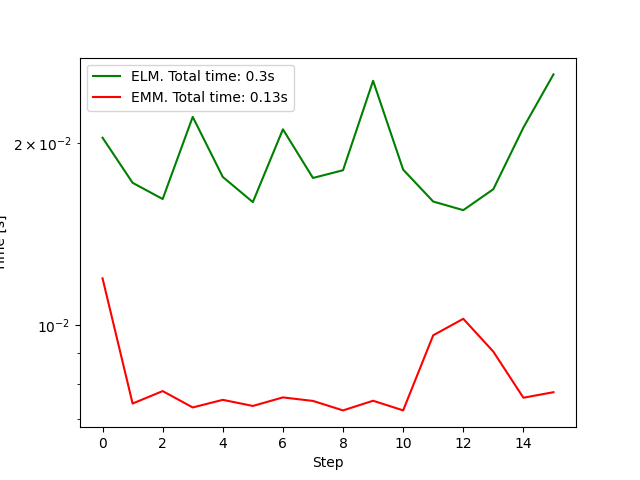 ELM. Total time: 0.3s
EMM. Total time: 0.13s
2 × 10⁻²
10⁻²
[s]
0 2 4 6 8 10 12 14
Step